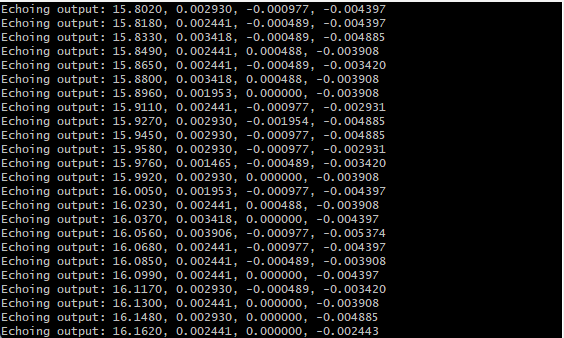 Echoing output: 15.8020, 0.002930, -0.000977, -0.004397
Echoing output: 15.8180, 0.002441, -0.000489, -0.004397
Echoing output: 15.8330, 0.003418, -0.000489, -0.004885
Echoing output: 15.8490, 0.002441, 0.000488, -0.003908
Echoing output: 15.8650, 0.002441, -0.000489, -0.003420
Echoing output: 15.8800, 0.003418, 0.000488, -0.003908
Echoing output: 15.8960, 0.001953, 0.000000, -0.003908
Echoing output: 15.9110, 0.002441, -0.000977, -0.002931
Echoing output: 15.9270, 0.002930, -0.001954, -0.004885
Echoing output: 15.9450, 0.002930, -0.000977, -0.004885
Echoing output: 15.9580, 0.002930, -0.000977, -0.002931
Echoing output: 15.9760, 0.001465, -0.000489, -0.003420
Echoing output: 15.9920, 0.002930, 0.000000, -0.003908
Echoing output: 16.0050, 0.001953, -0.000977, -0.004397
Echoing output: 16.0230, 0.002441, 0.000488, -0.003908
Echoing output: 16.0370, 0.003418, 0.000000, -0.004397
Echoing output: 16.0560, 0.003906, -0.000977, -0.005374
Echoing output: 16.0680, 0.002441, -0.000977, -0.004397
Echoing output: 16.0850, 0.002441, -0.000489, -0.003908
Echoing output: 16.0990, 0.002441, 0.000000, -0.004397
Echoing output: 16.1170, 0.002930, -0.000489, -0.003420
Echoing output: 16.1300, 0.002441, 0.000000, -0.003908
Echoing output: 16.1480, 0.002930, 0.000000, -0.004885
Echoing output: 16.1620, 0.002441, 0.000000, -0.002443